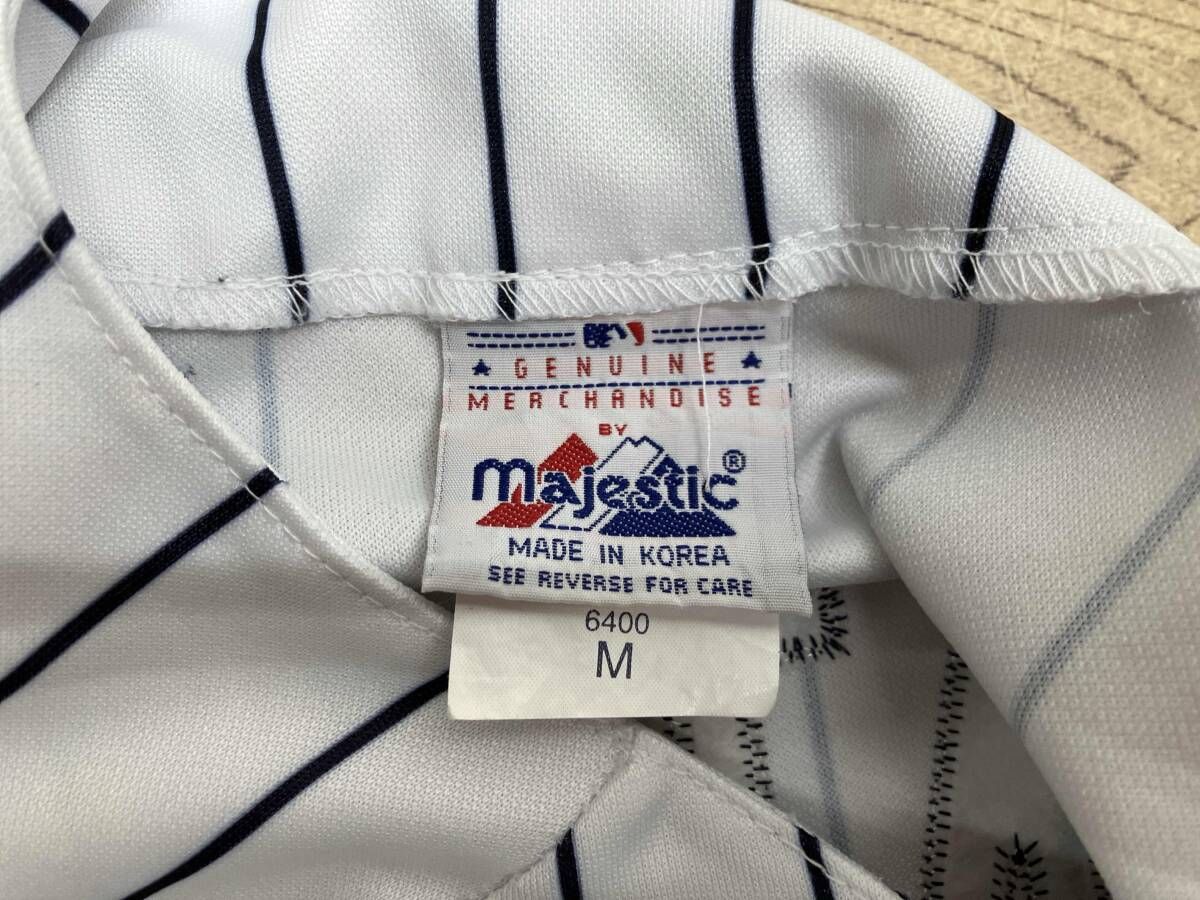 GENUINE
MERCHANDISE
BY
majestic®
MADE IN KOREA
SEE REVERSE FOR CARE
6400
M